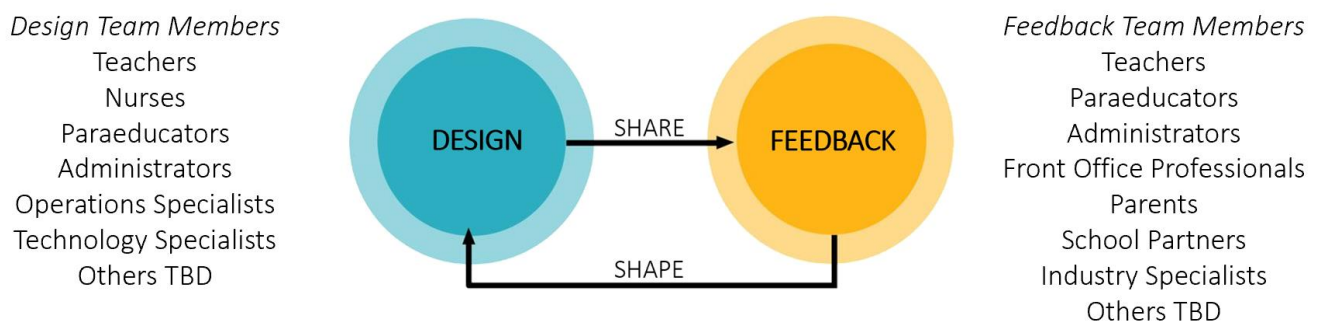 Design Team Members
Teachers
Nurses
Paraeducators
Administrators
Operations Specialists
Technology Specialists
Others TBD
DESIGN
SHARE
FEEDBACK
SHAPE
Feedback Team Members
Teachers
Paraeducators
Administrators
Front Office Professionals
Parents
School Partners
Industry Specialists
Others TBD